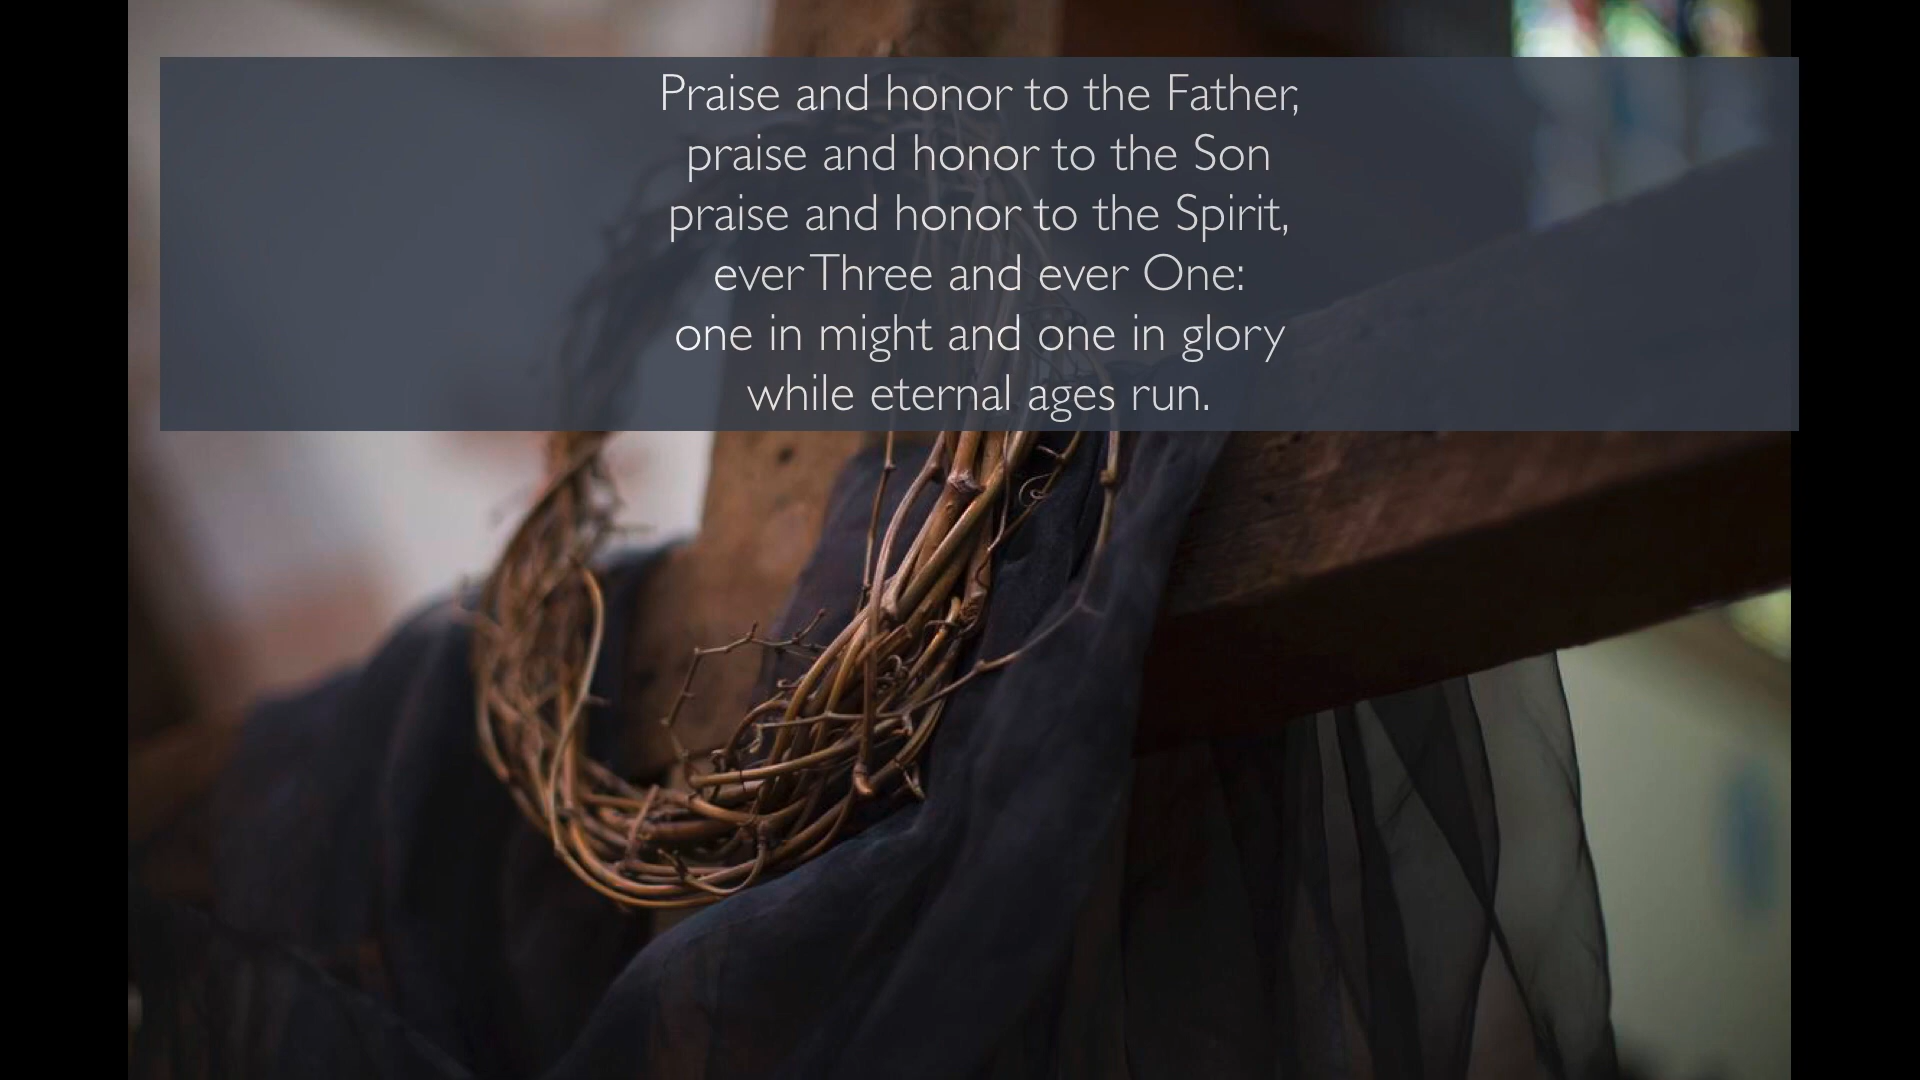 Praise and honor to the Father,
praise and honor to the Son
praise and honor to the Spirit,
ever Three and ever One:
one in might and one in glory
while eternal ages run.